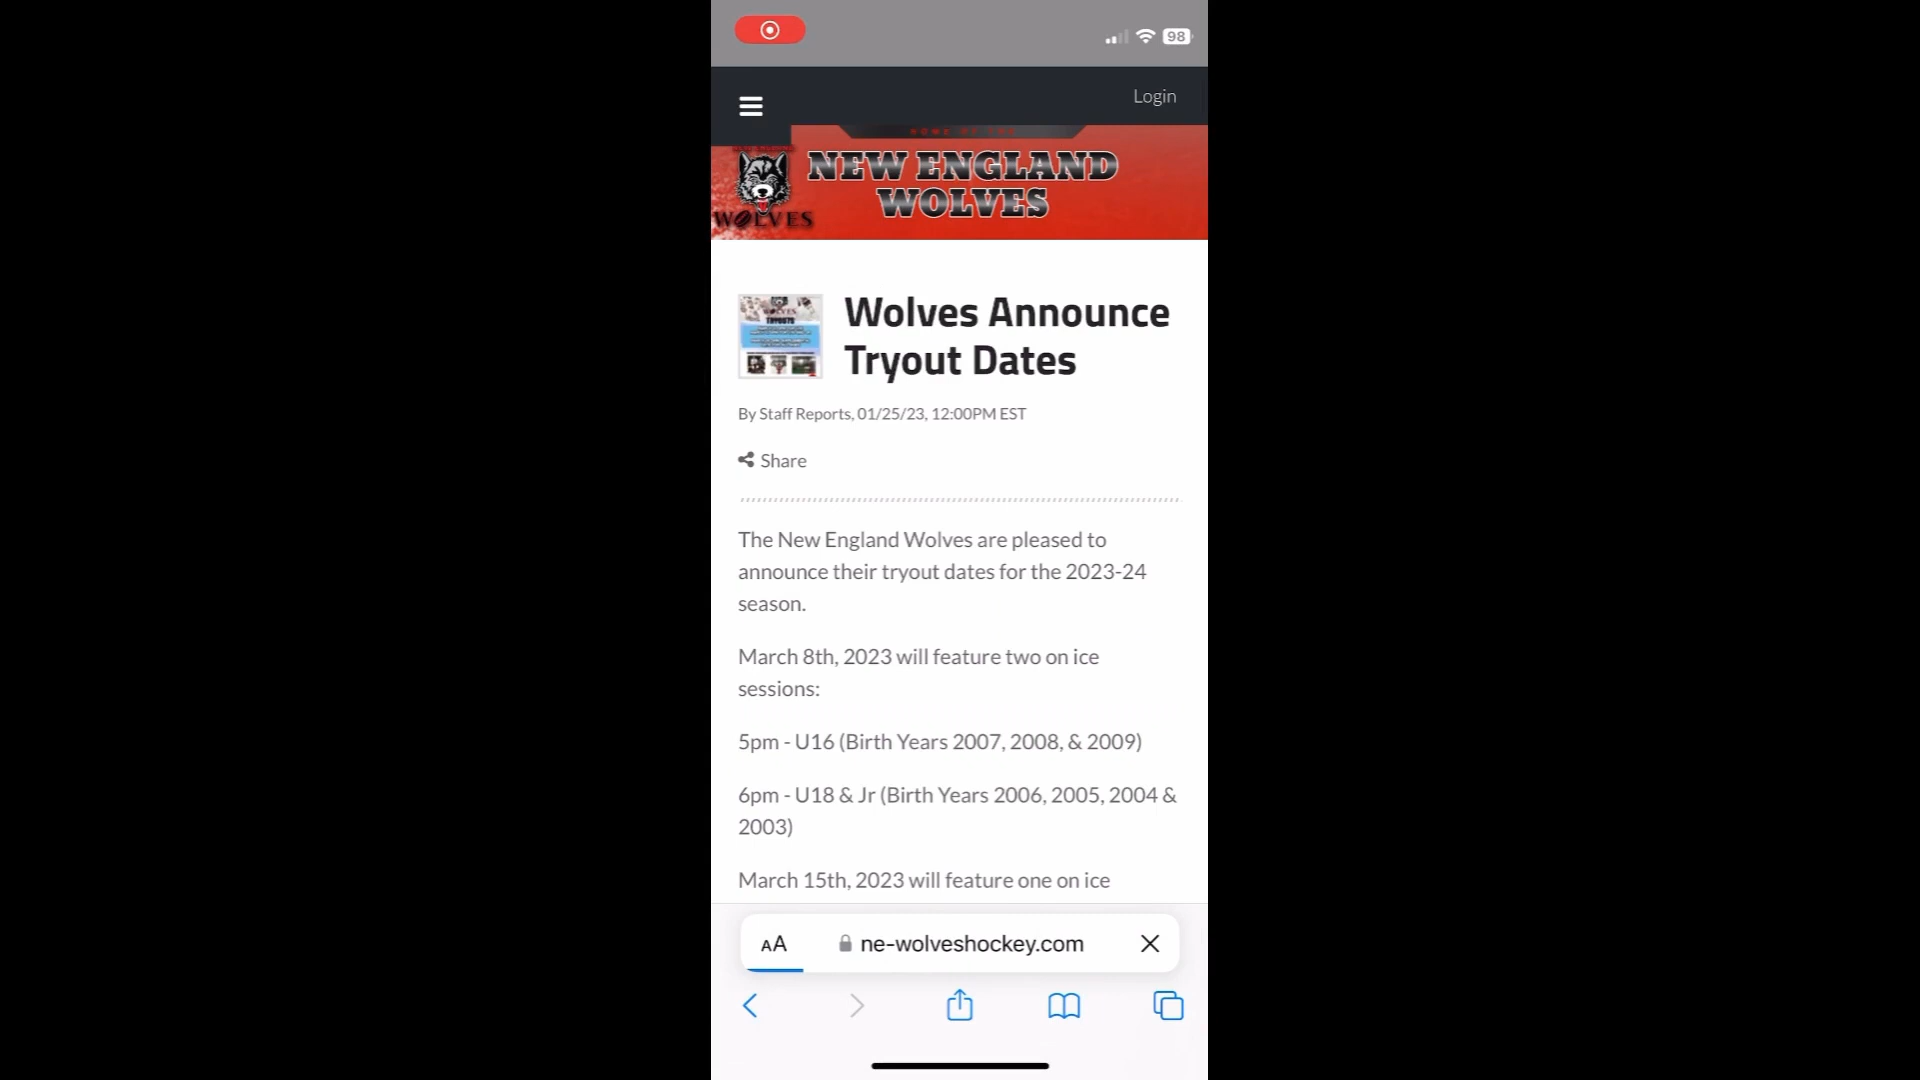 98
Login
HOME OF THE
NEW ENGLAND
WOLVES
WOLVES
Wolves Announce
Tryout Dates
By Staff Reports, 01/25/23, 12:00PM EST
Share
The New England Wolves are pleased to
announce their tryout dates for the 2023-24
season.
March 8th, 2023 will feature two on ice
sessions:
5pm - U16 (Birth Years 2007, 2008, & 2009)
6pm - U18 & Jr (Birth Years 2006, 2005, 2004 &
2003)
March 15th, 2023 will feature one on ice
AA ne-wolveshockey.com